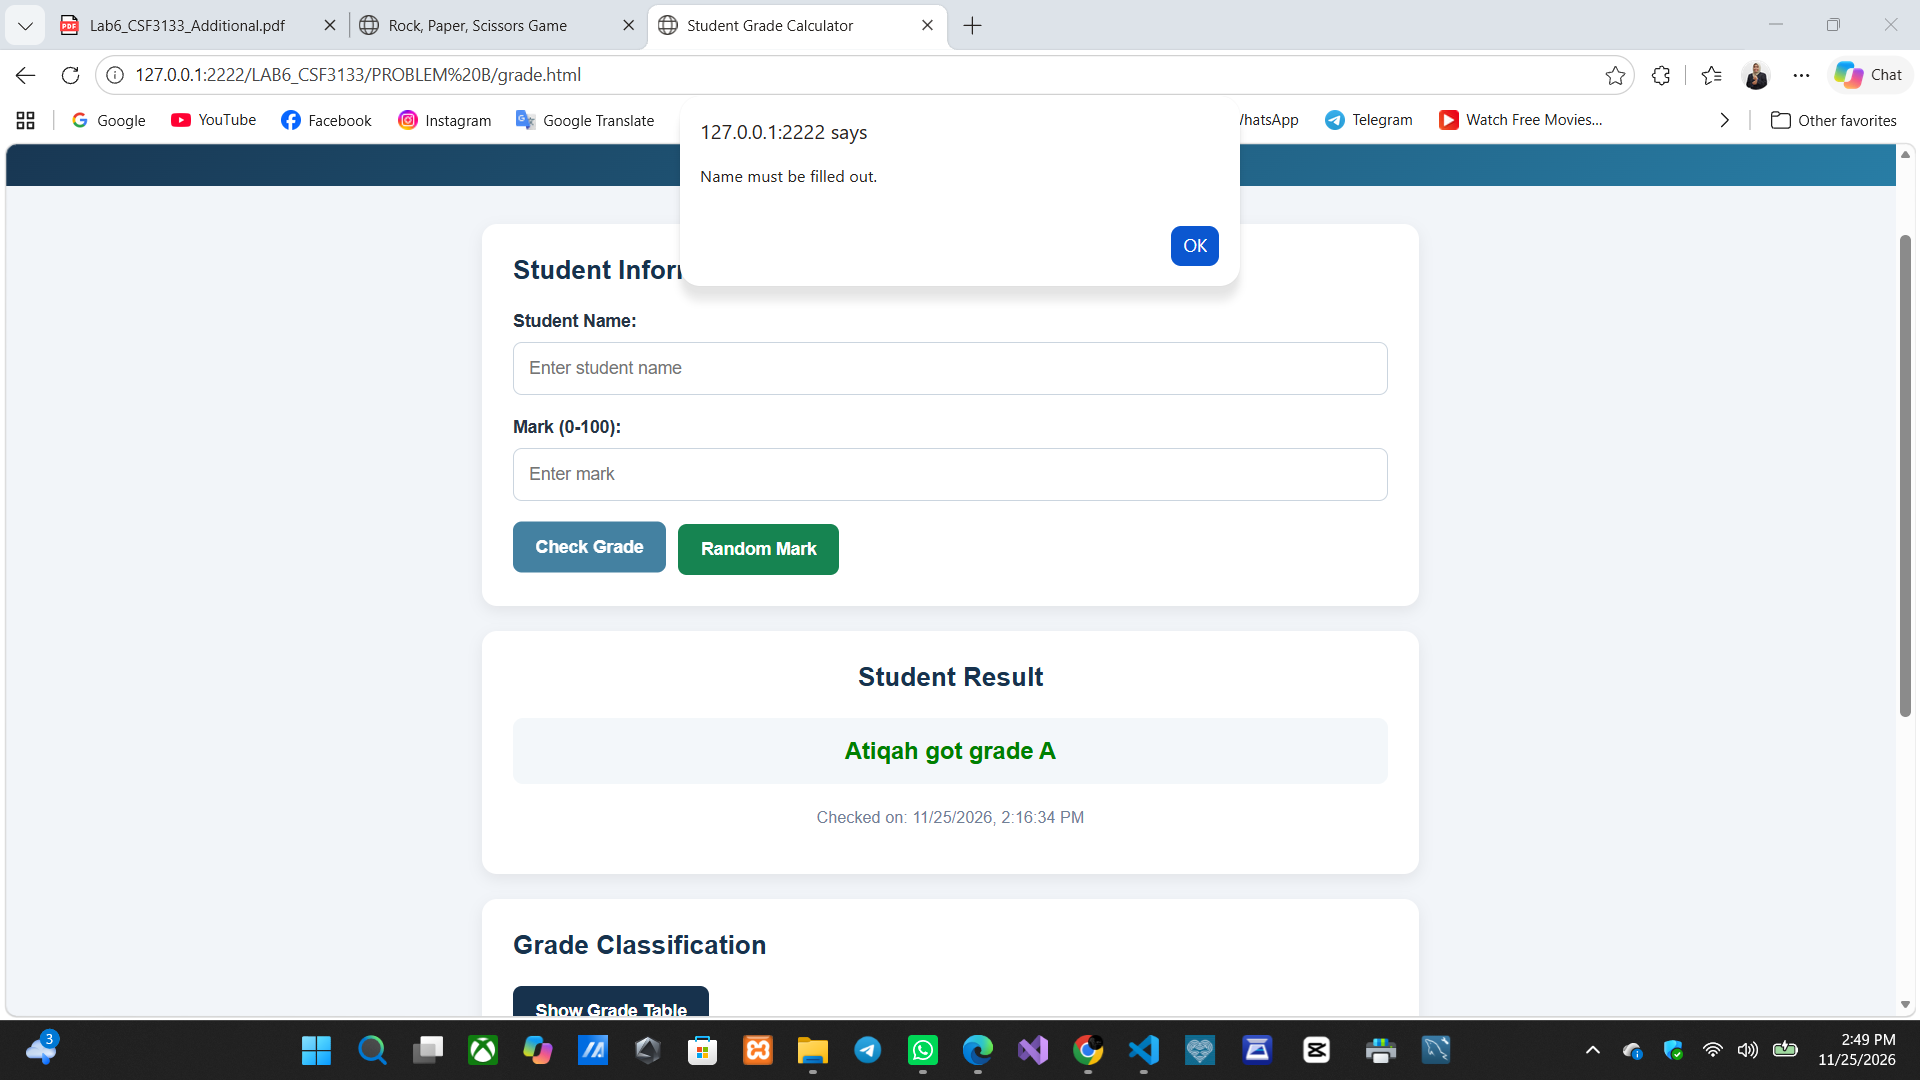 Lab6_CSF3133_Additional.pdf
Rock, Paper, Scissors Game
Student Grade Calculator
127.0.0.1:2222/LAB6_CSF3133/PROBLEM%20B/grade.html
Chat
Google
YouTube
Facebook
Instagram
Google Translate
WhatsApp
Telegram
Watch Free Movies...
Other favorites
127.0.0.1:2222 says
Name must be filled out.
OK
Student Infor
Student Name:
Enter student name
Mark (0-100):
Enter mark
Check Grade
Random Mark
Student Result
Atiqah got grade A
Checked on: 11/25/2026, 2:16:34 PM
Grade Classification
Show Grade Table
3
2:49 PM
11/25/2026